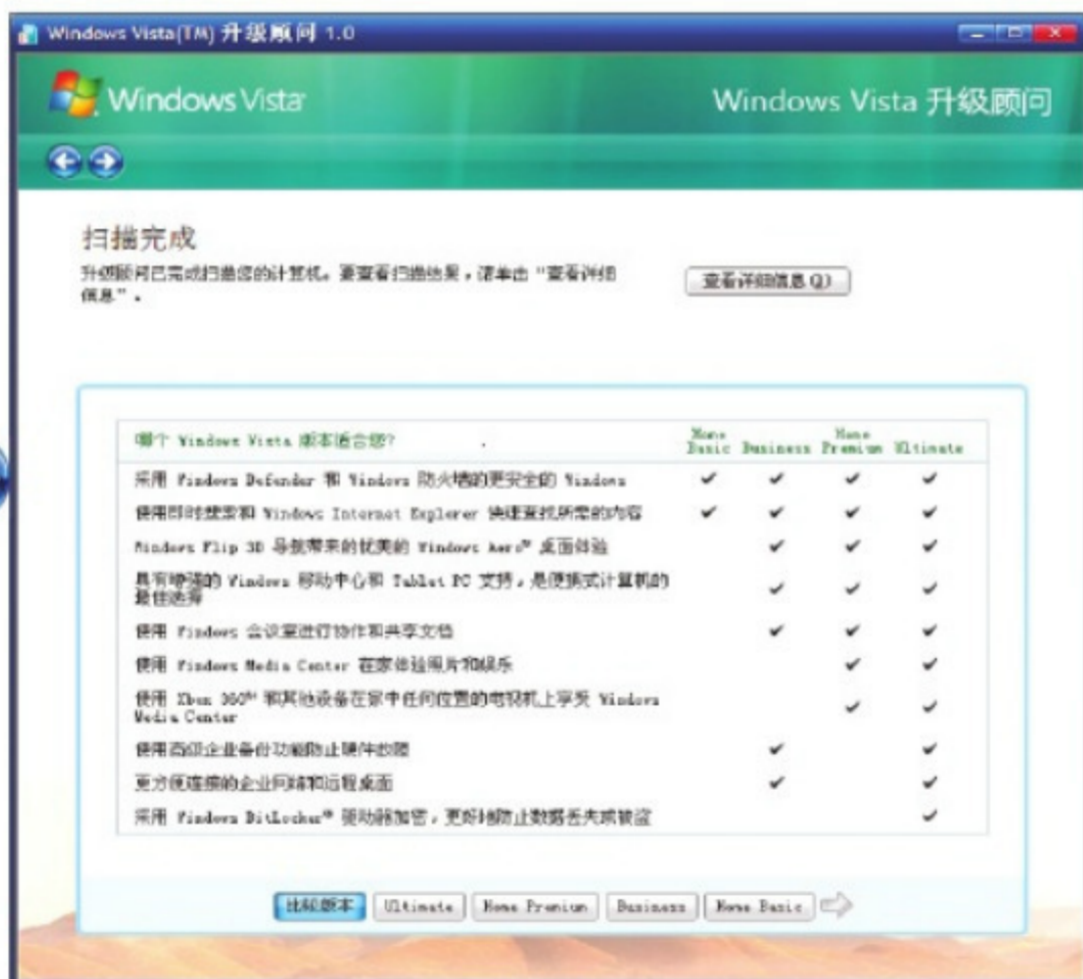 Windows Vista(TM) 升级顾问 1.0
Windows Vista™
Windows Vista 升级顾问
扫描完成
升级顾问已完成扫描您的计算机。要查看扫描结果，请单击“查看详细
信息”。
查看详细信息(Q)
哪个 Windows Vista 版本适合您?
Home Basic
Business
Home Premium
Ultimate
采用 Windows Defender 和 Windows 防火墙的更安全的 Windows
使用即时搜索和 Windows Internet Explorer 快速查找所需的内容
Windows Flip 3D 导航带来的优美的 Windows Aero™ 桌面体验
具有增强的 Windows 移动中心和 Tablet PC 支持，是便携式计算机的
最佳选择
使用 Windows 会议室进行协作和共享文档
使用 Windows Media Center 在家体验照片和娱乐
使用 Xbox 360™ 和其他设备在家中任何位置的电视机上享受 Windows
Media Center
使用高级企业备份功能防止硬件故障
更方便连接的企业网络和远程桌面
采用 Windows BitLocker™ 驱动器加密，更好地防止数据丢失或被盗
比较版本
Ultimate
Home Premium
Business
Home Basic